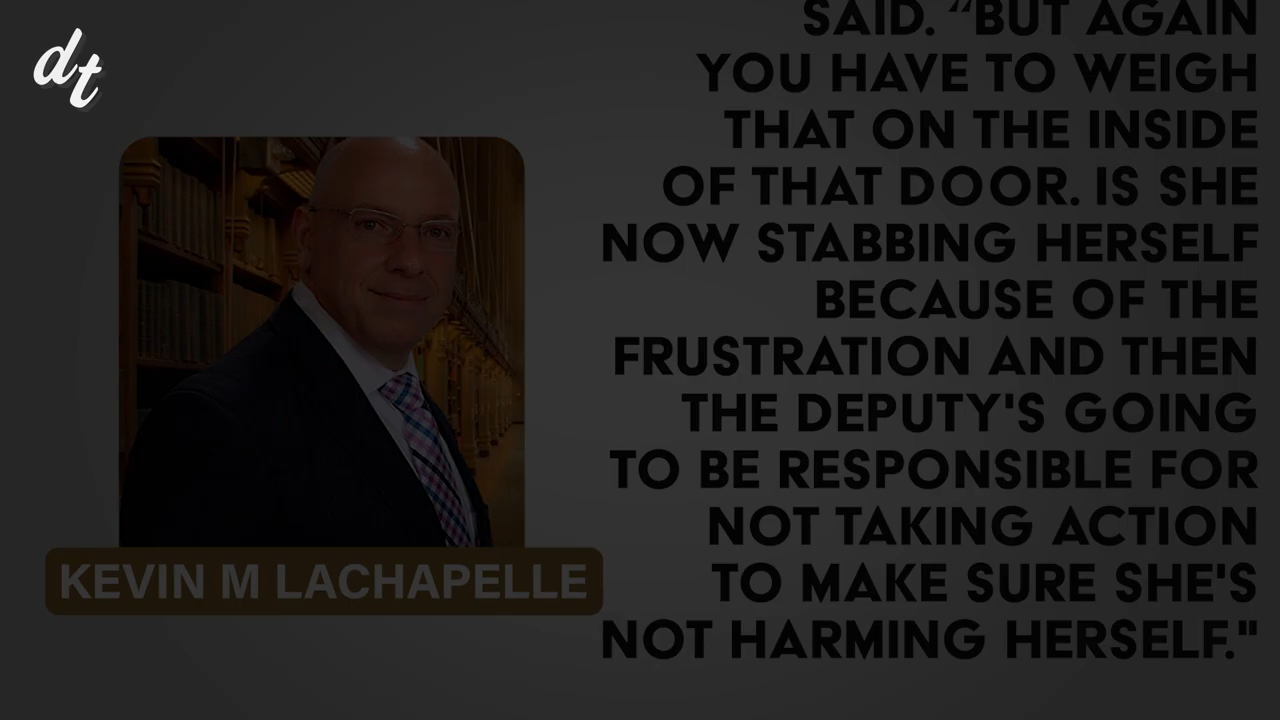 dt
SAID. “BUT AGAIN
YOU HAVE TO WEIGH
THAT ON THE INSIDE
OF THAT DOOR. IS SHE
NOW STABBING HERSELF
BECAUSE OF THE
FRUSTRATION AND THEN
THE DEPUTY'S GOING
TO BE RESPONSIBLE FOR
NOT TAKING ACTION
TO MAKE SURE SHE'S
NOT HARMING HERSELF."
KEVIN M LACHAPELLE